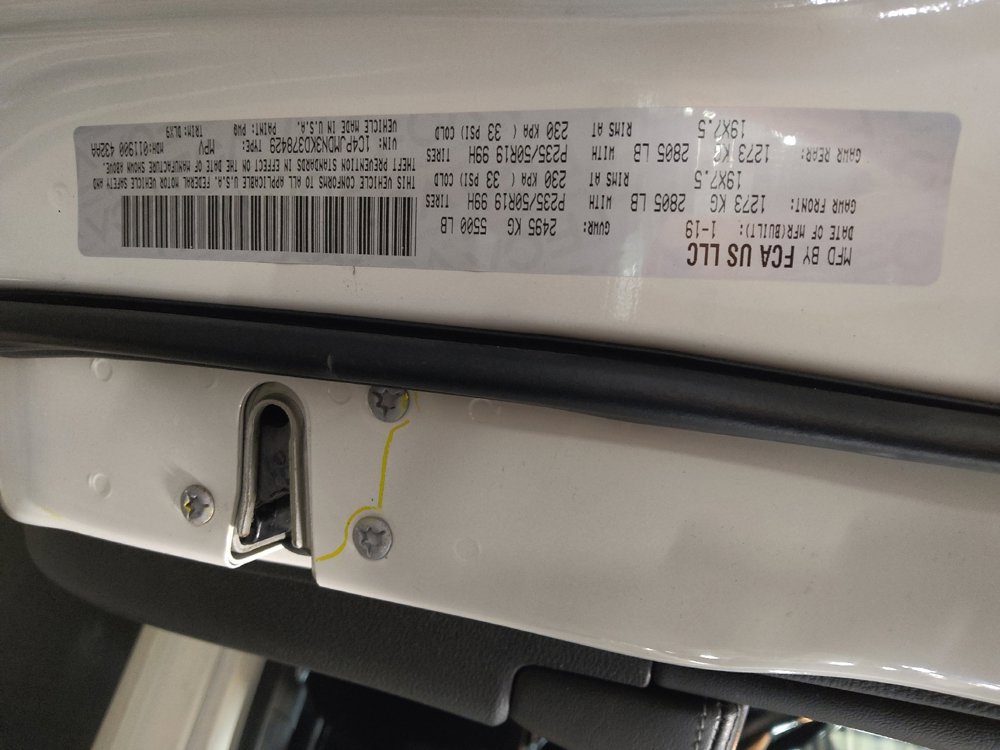 MFD BY FCA US LLC
DATE OF MFR(BUILT): 1-19 GVWR: 2495 KG 5500 LB
GAWR FRONT: 1273 KG 2805 LB WITH TIRES P235/50R19 99H
19X7.5 RIMS AT 230 KPA ( 33 PSI) COLD
GAWR REAR: 1273 KG 2805 LB WITH TIRES P235/50R19 99H
19X7.5 RIMS AT 230 KPA ( 33 PSI) COLD
THIS VEHICLE CONFORMS TO ALL APPLICABLE U.S.A. FEDERAL MOTOR VEHICLE SAFETY AND
THEFT PREVENTION STANDARDS IN EFFECT ON THE DATE OF MANUFACTURE SHOWN ABOVE.
VIN: 1C4PJMDN3KD378429 TYPE: MPV MDH: 011900 432AA
VEHICLE MADE IN U.S.A. PAINT: PWQ TRIM: DLX9